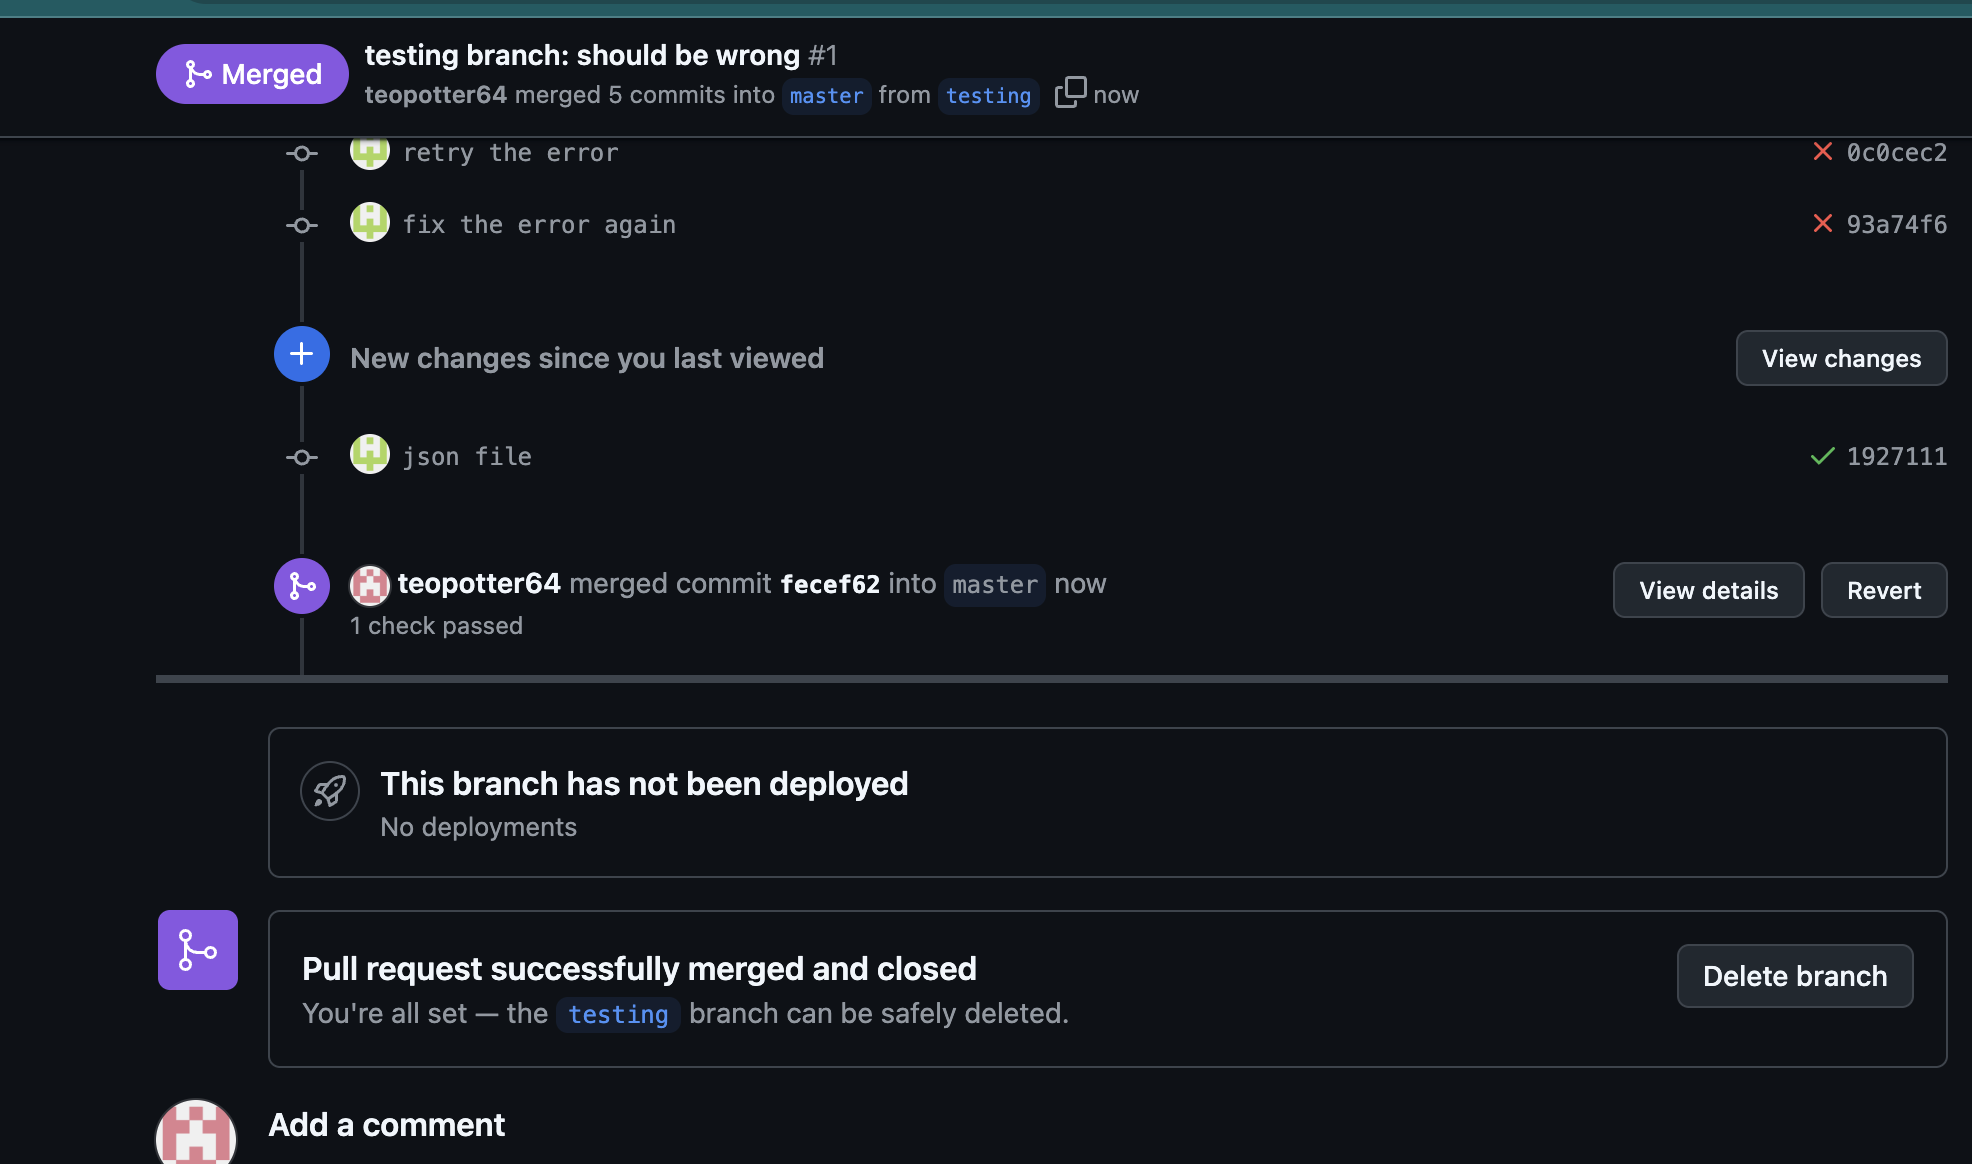 Merged
testing branch: should be wrong #1
teopotter64 merged 5 commits into master from testing now
retry the error 0c0cec2
fix the error again 93a74f6
New changes since you last viewed View changes
json file 1927111
teopotter64 merged commit fecef62 into master now View details Revert
1 check passed
This branch has not been deployed
No deployments
Pull request successfully merged and closed Delete branch
You're all set — the testing branch can be safely deleted.
Add a comment